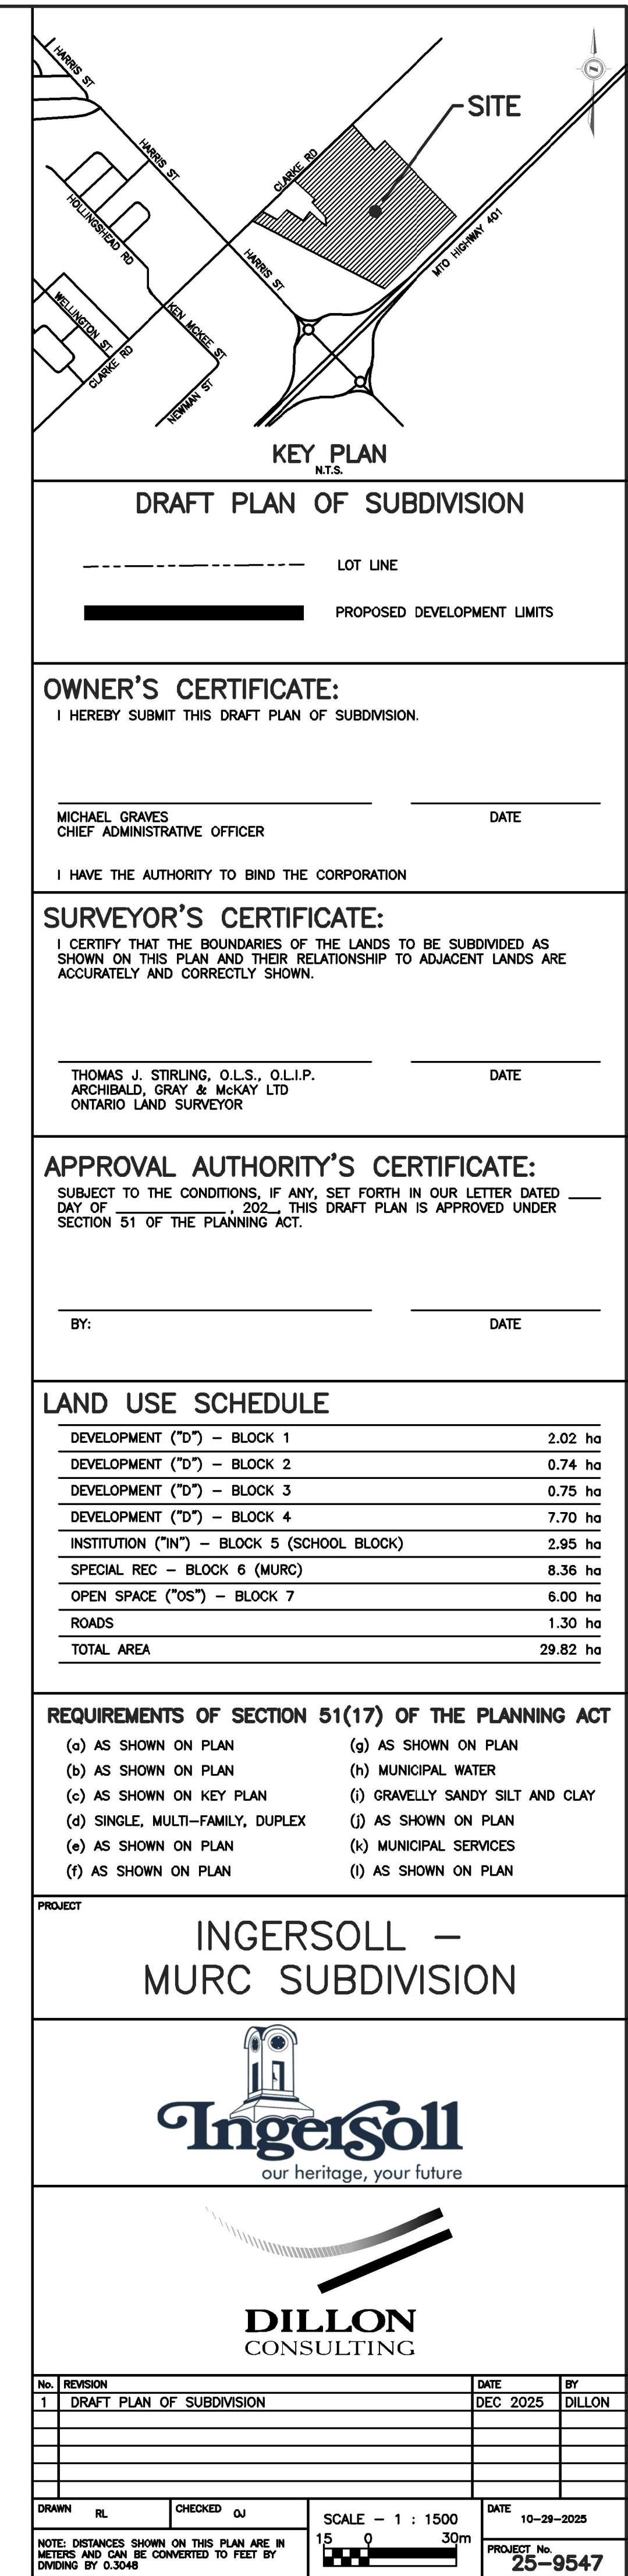 HARRIS ST
HARRIS ST
CLARKE RD
SITE
HOLLINGSHEAD RD
HARRIS ST
MTO HIGHWAY 401
WELLINGTON ST
KEN MCKEE ST
CLARKE RD
NEWMAN ST
KEY PLAN
N.T.S.
DRAFT PLAN OF SUBDIVISION
LOT LINE
PROPOSED DEVELOPMENT LIMITS
OWNER'S CERTIFICATE:
I HEREBY SUBMIT THIS DRAFT PLAN OF SUBDIVISION.
MICHAEL GRAVES DATE
CHIEF ADMINISTRATIVE OFFICER
I HAVE THE AUTHORITY TO BIND THE CORPORATION
SURVEYOR'S CERTIFICATE:
I CERTIFY THAT THE BOUNDARIES OF THE LANDS TO BE SUBDIVIDED AS
SHOWN ON THIS PLAN AND THEIR RELATIONSHIP TO ADJACENT LANDS ARE
ACCURATELY AND CORRECTLY SHOWN.
THOMAS J. STIRLING, O.L.S., O.L.I.P. DATE
ARCHIBALD, GRAY & McKAY LTD
ONTARIO LAND SURVEYOR
APPROVAL AUTHORITY'S CERTIFICATE:
SUBJECT TO THE CONDITIONS, IF ANY, SET FORTH IN OUR LETTER DATED ____
DAY OF ______________ , 202_, THIS DRAFT PLAN IS APPROVED UNDER
SECTION 51 OF THE PLANNING ACT.
BY: DATE
LAND USE SCHEDULE
DEVELOPMENT ("D") – BLOCK 1 2.02 ha
DEVELOPMENT ("D") – BLOCK 2 0.74 ha
DEVELOPMENT ("D") – BLOCK 3 0.75 ha
DEVELOPMENT ("D") – BLOCK 4 7.70 ha
INSTITUTION ("IN") – BLOCK 5 (SCHOOL BLOCK) 2.95 ha
SPECIAL REC – BLOCK 6 (MURC) 8.36 ha
OPEN SPACE ("OS") – BLOCK 7 6.00 ha
ROADS 1.30 ha
TOTAL AREA 29.82 ha
REQUIREMENTS OF SECTION 51(17) OF THE PLANNING ACT
(a) AS SHOWN ON PLAN (g) AS SHOWN ON PLAN
(b) AS SHOWN ON PLAN (h) MUNICIPAL WATER
(c) AS SHOWN ON KEY PLAN (i) GRAVELLY SANDY SILT AND CLAY
(d) SINGLE, MULTI–FAMILY, DUPLEX (j) AS SHOWN ON PLAN
(e) AS SHOWN ON PLAN (k) MUNICIPAL SERVICES
(f) AS SHOWN ON PLAN (l) AS SHOWN ON PLAN
PROJECT
INGERSOLL –
MURC SUBDIVISION
Ingersoll
our heritage, your future
DILLON
CONSULTING
No. REVISION DATE BY
1 DRAFT PLAN OF SUBDIVISION DEC 2025 DILLON
DRAWN RL CHECKED OJ
SCALE – 1 : 1500
15 0 30m
DATE
10-29-2025
NOTE: DISTANCES SHOWN ON THIS PLAN ARE IN
METERS AND CAN BE CONVERTED TO FEET BY
DIVIDING BY 0.3048
PROJECT No.
25-9547